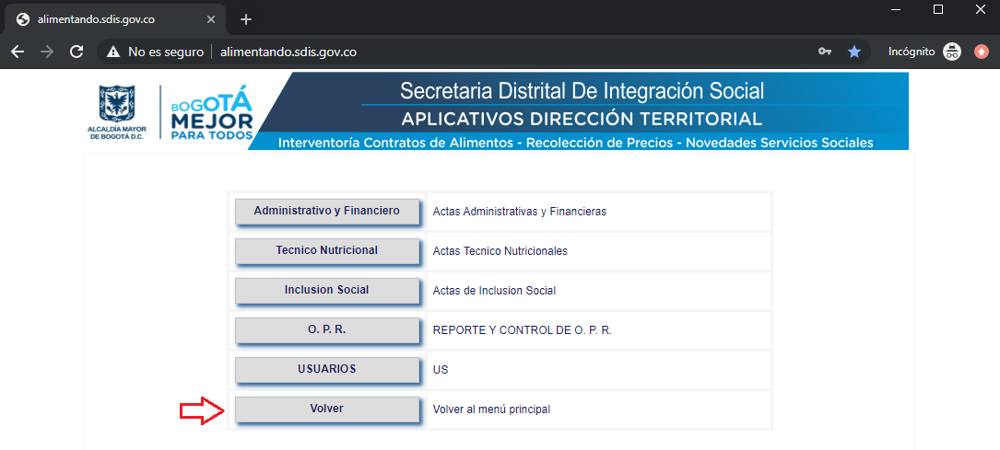 alimentando.sdis.gov.co
No es seguro alimentando.sdis.gov.co Incógnito
ALCALDÍA MAYOR
DE BOGOTÁ D.C.
BOGOTÁ
MEJOR
PARA TODOS
Secretaria Distrital De Integración Social
APLICATIVOS DIRECCIÓN TERRITORIAL
Interventoría Contratos de Alimentos - Recolección de Precios - Novedades Servicios Sociales
Administrativo y Financiero Actas Administrativas y Financieras
Tecnico Nutricional Actas Tecnico Nutricionales
Inclusion Social Actas de Inclusion Social
O. P. R. REPORTE Y CONTROL DE O. P. R.
USUARIOS US
Volver Volver al menú principal